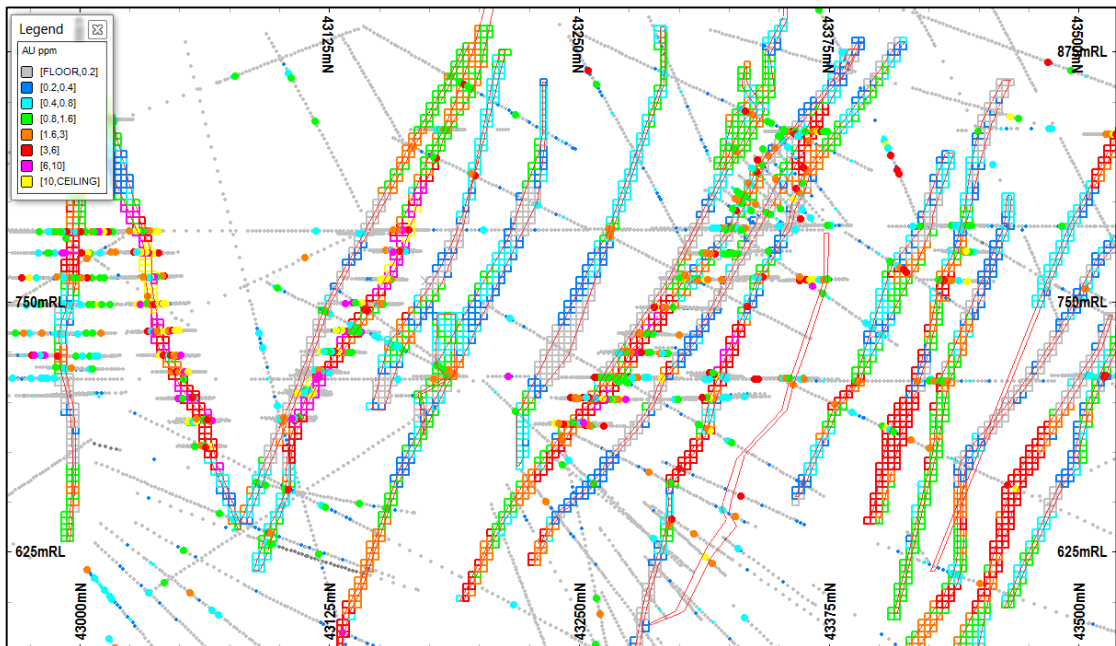 Legend
AU ppm
[FLOOR,0.2]
[0.2,0.4]
[0.4,0.8]
[0.8,1.6]
[1.6,3]
[3,6]
[6,10]
[10,CEILING]
43125mN
43250mN
43375mN
43500mN
870mRL
750mRL
750mRL
625mRL
625mRL
43000mN
43125mN
43250mN
43375mN
43500mN